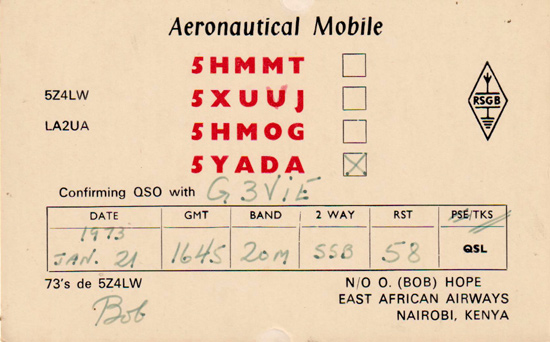 Aeronautical Mobile
5HMMT
5Z4LW
5XUUJ
LA2UA
5HMOG
RSGB
5YADA
Confirming QSO with G3ViE
DATE GMT BAND 2 WAY RST PSE/TKS
1973
JAN. 21 1645 20M SSB 58 QSL
73's de 5Z4LW
Bob
N/O O. (BOB) HOPE
EAST AFRICAN AIRWAYS
NAIROBI, KENYA